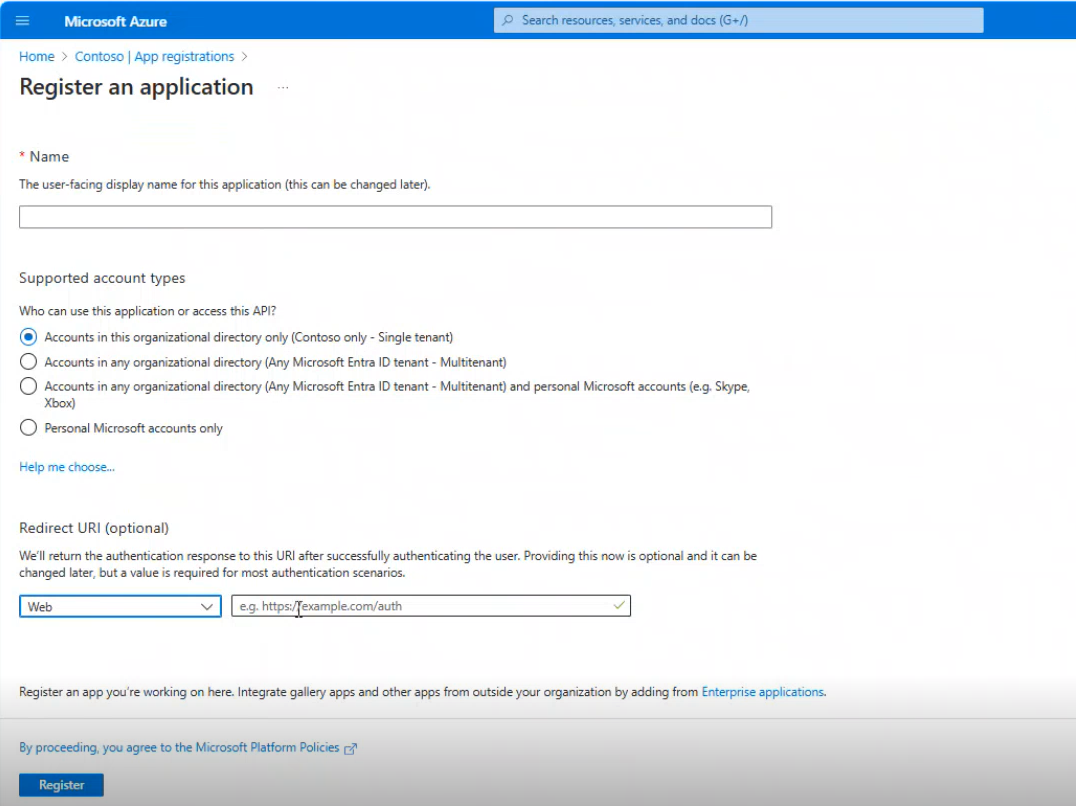 Microsoft Azure
Search resources, services, and docs (G+/)
Home > Contoso | App registrations >
Register an application ...
* Name
The user-facing display name for this application (this can be changed later).
Supported account types
Who can use this application or access this API?
Accounts in this organizational directory only (Contoso only - Single tenant)
Accounts in any organizational directory (Any Microsoft Entra ID tenant - Multitenant)
Accounts in any organizational directory (Any Microsoft Entra ID tenant - Multitenant) and personal Microsoft accounts (e.g. Skype,
Xbox)
Personal Microsoft accounts only
Help me choose...
Redirect URI (optional)
We'll return the authentication response to this URI after successfully authenticating the user. Providing this now is optional and it can be
changed later, but a value is required for most authentication scenarios.
Web
e.g. https://example.com/auth
Register an app you're working on here. Integrate gallery apps and other apps from outside your organization by adding from Enterprise applications.
By proceeding, you agree to the Microsoft Platform Policies
Register